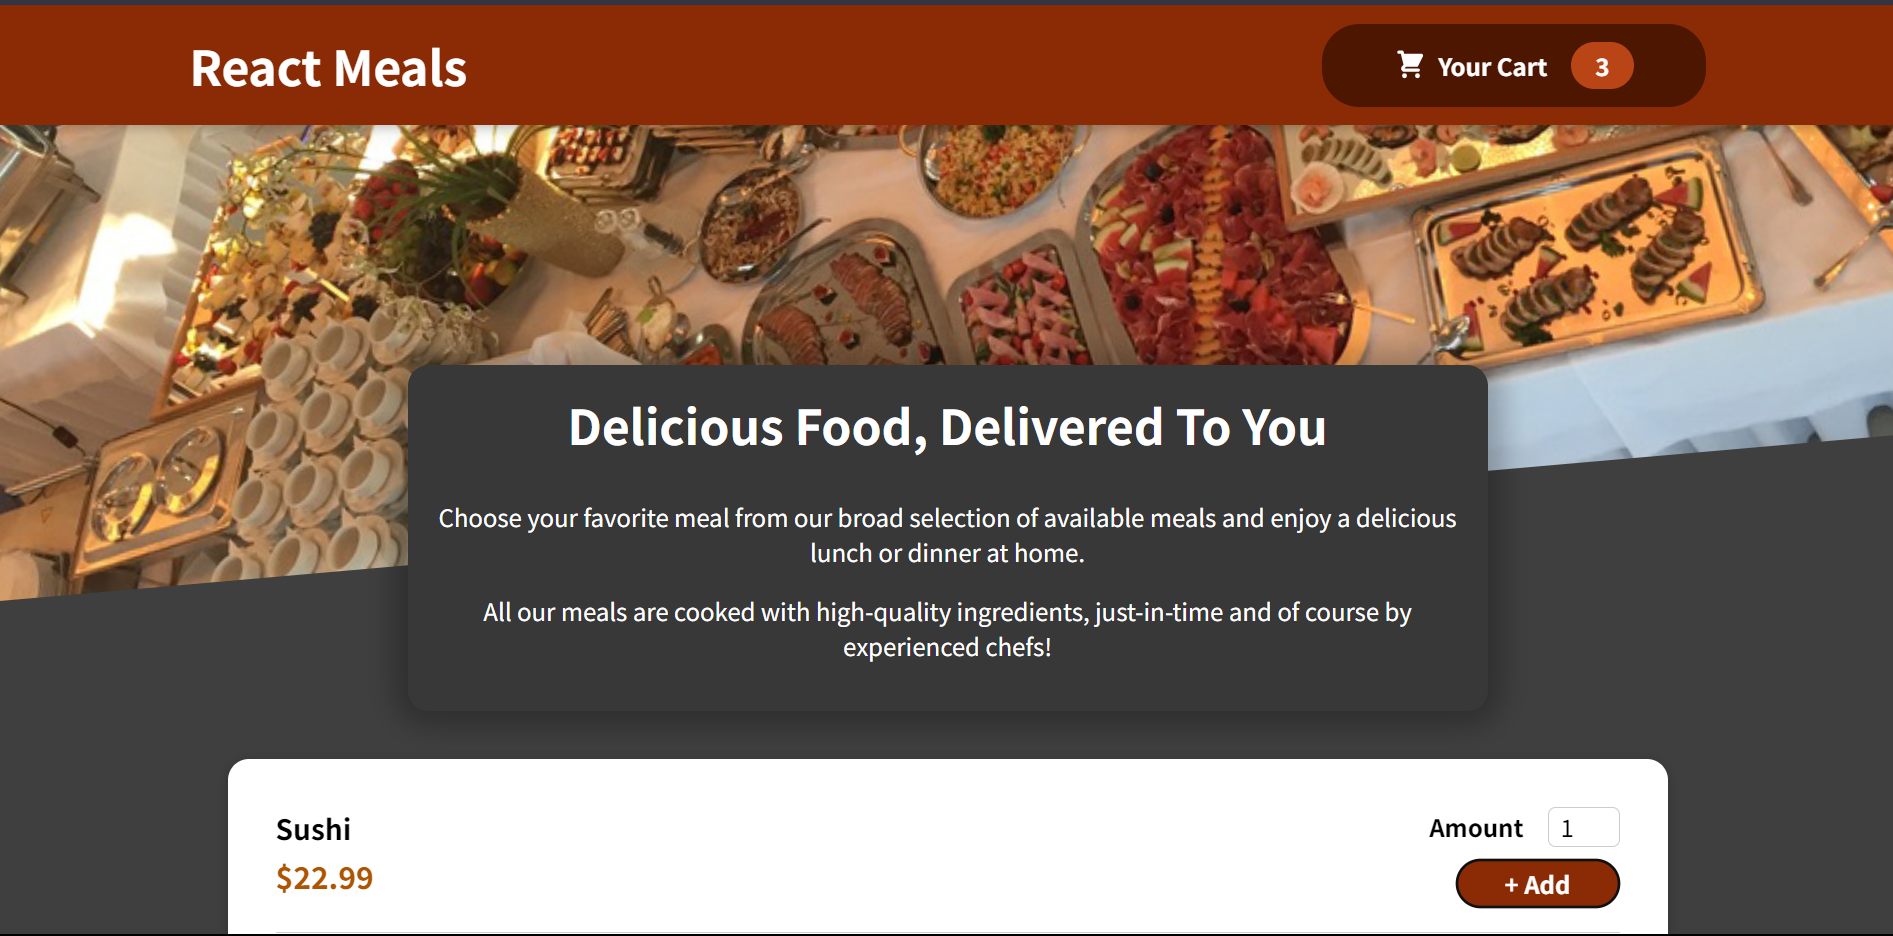 React Meals
Your Cart 3
Delicious Food, Delivered To You
Choose your favorite meal from our broad selection of available meals and enjoy a delicious
lunch or dinner at home.
All our meals are cooked with high-quality ingredients, just-in-time and of course by
experienced chefs!
Sushi
$22.99
Amount 1
+ Add